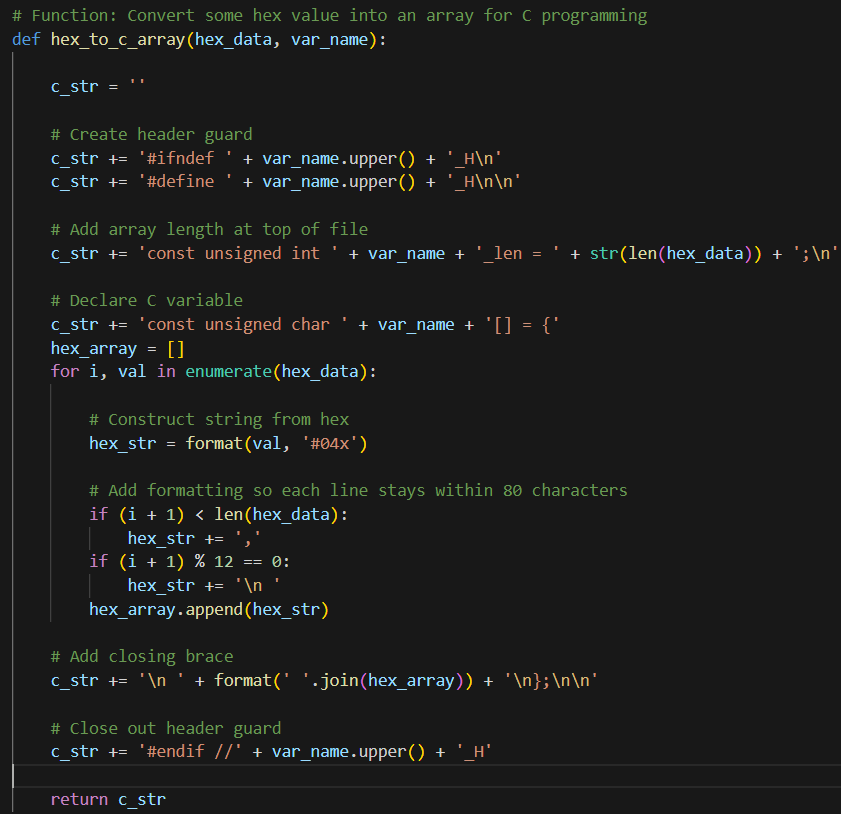 # Function: Convert some hex value into an array for C programming
def hex_to_c_array(hex_data, var_name):
c_str = ''
# Create header guard
c_str += '#ifndef ' + var_name.upper() + '_H\n'
c_str += '#define ' + var_name.upper() + '_H\n\n'
# Add array length at top of file
c_str += 'const unsigned int ' + var_name + '_len = ' + str(len(hex_data)) + ';\n'
# Declare C variable
c_str += 'const unsigned char ' + var_name + '[] = {'
hex_array = []
for i, val in enumerate(hex_data):
# Construct string from hex
hex_str = format(val, '#04x')
# Add formatting so each line stays within 80 characters
if (i + 1) < len(hex_data):
hex_str += ','
if (i + 1) % 12 == 0:
hex_str += '\n '
hex_array.append(hex_str)
# Add closing brace
c_str += '\n ' + format(' '.join(hex_array)) + '\n};\n\n'
# Close out header guard
c_str += '#endif //' + var_name.upper() + '_H'
return c_str